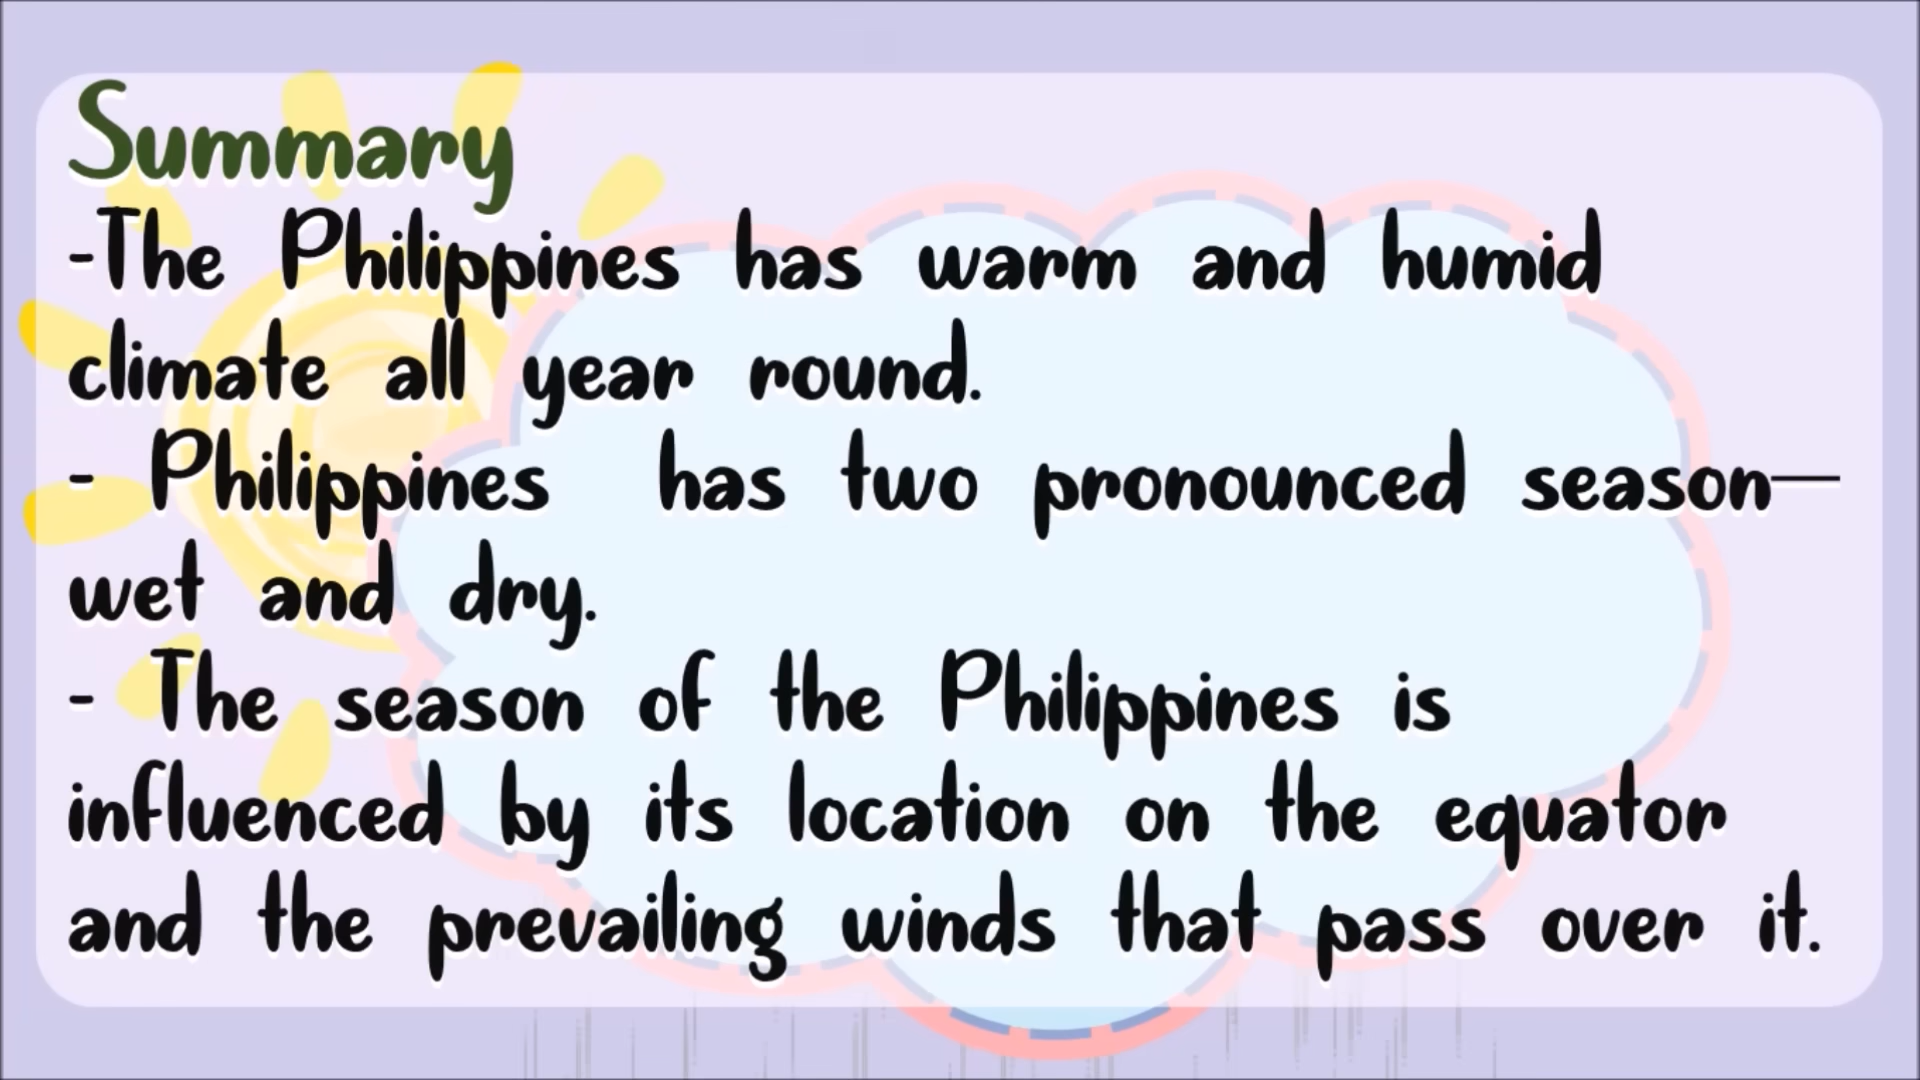 Summary
-The Philippines has warm and humid
climate all year round.
- Philippines has two pronounced season—
wet and dry.
- The season of the Philippines is
influenced by its location on the equator
and the prevailing winds that pass over it.